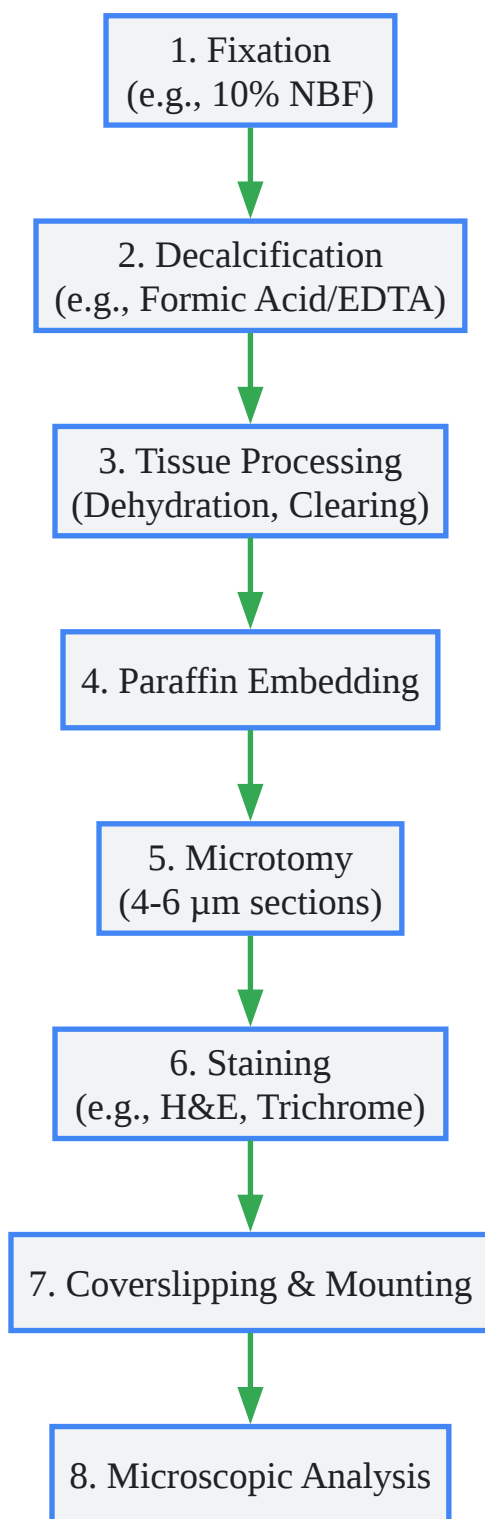 1. Fixation
(e.g., 10% NBF)
2. Decalcification
(e.g., Formic Acid/EDTA)
3. Tissue Processing
(Dehydration, Clearing)
4. Paraffin Embedding
5. Microtomy
(4-6 µm sections)
6. Staining
(e.g., H&E, Trichrome)
7. Coverslipping & Mounting
8. Microscopic Analysis